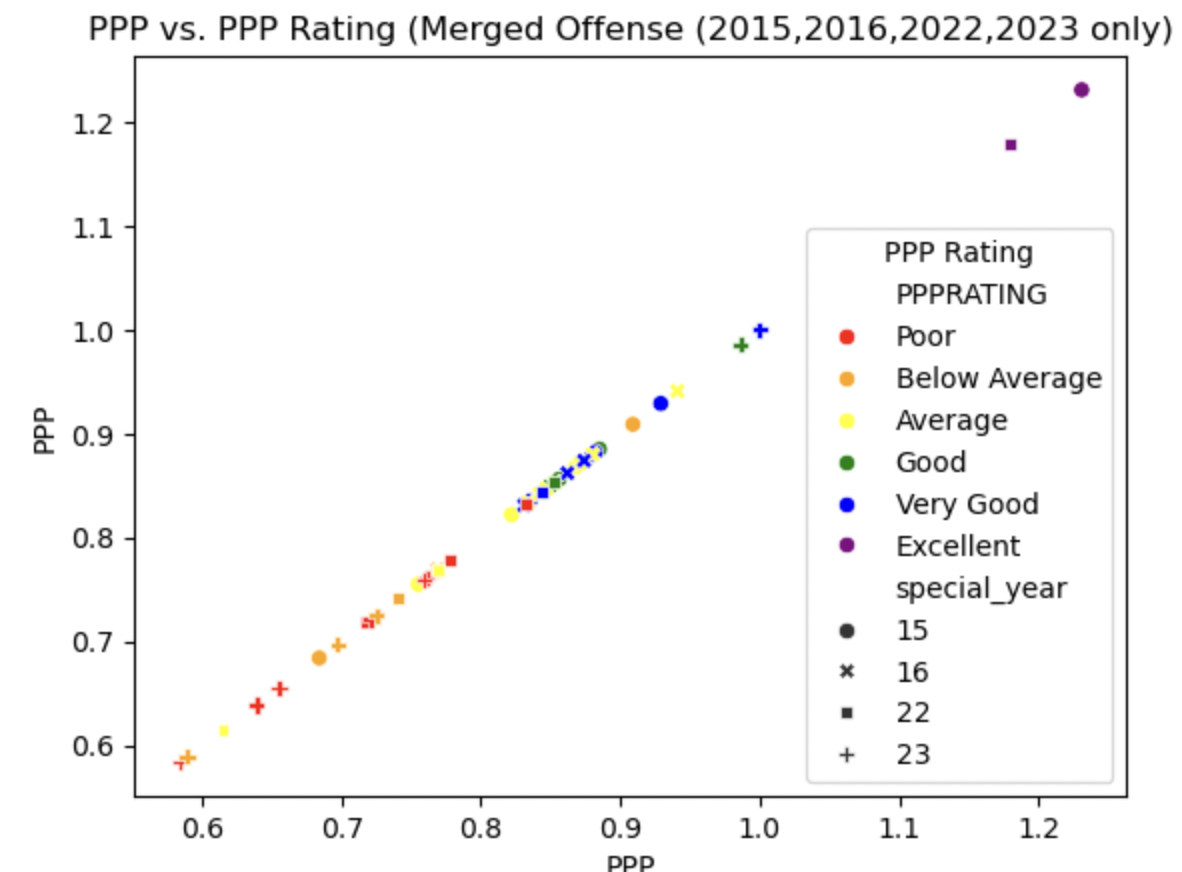 PPP vs. PPP Rating (Merged Offense (2015,2016,2022,2023 only)
1.2
1.1
1.0
0.9
0.8
0.7
0.6
PPP
PPP Rating
PPPRATING
Poor
Below Average
Average
Good
Very Good
Excellent
special_year
15
16
22
23
0.6 0.7 0.8 0.9 1.0 1.1 1.2
PPP